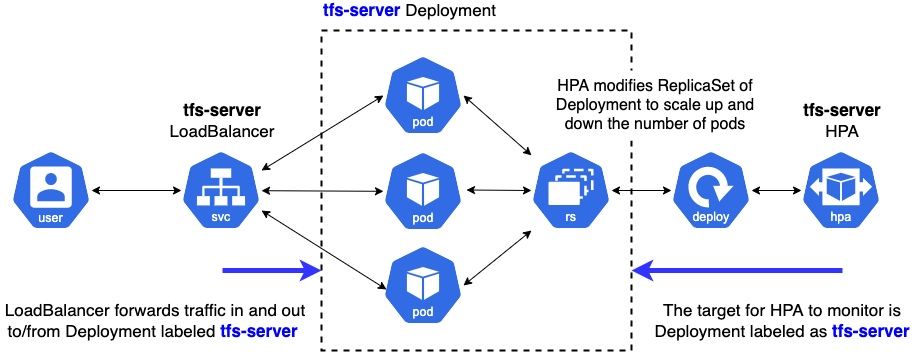 tfs-server Deployment
HPA modifies ReplicaSet of
Deployment to scale up and
down the number of pods
tfs-server
LoadBalancer
tfs-server
HPA
pod
user
svc
pod
rs
deploy
hpa
pod
LoadBalancer forwards traffic in and out
to/from Deployment labeled tfs-server
The target for HPA to monitor is
Deployment labeled as tfs-server